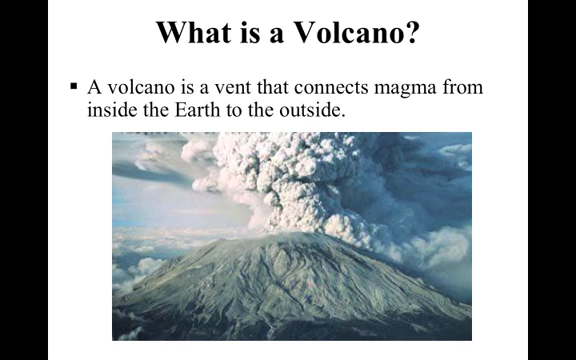 What is a Volcano?
▪ A volcano is a vent that connects magma from
inside the Earth to the outside.